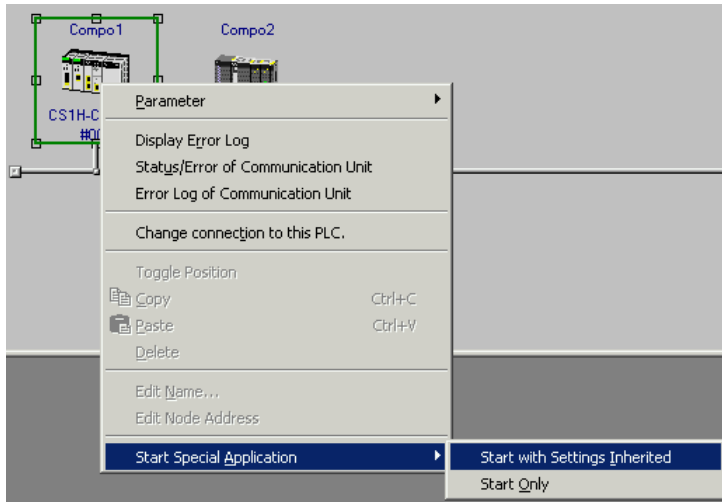 Compo1
Compo2
CS1H-C
Parameter
Display Error Log
Status/Error of Communication Unit
Error Log of Communication Unit
Change connection to this PLC.
Toggle Position
Copy Ctrl+C
Paste Ctrl+V
Delete
Edit Name...
Edit Node Address
Start Special Application
Start with Settings Inherited
Start Only